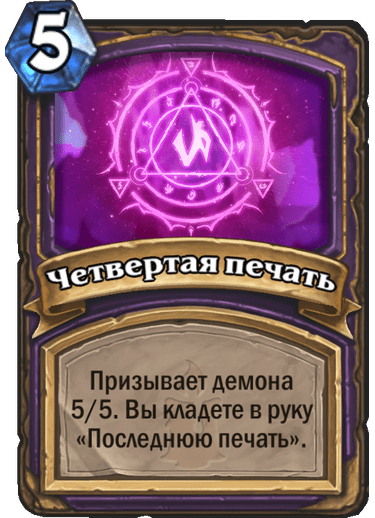 5
Четвертая печать
Призывает демона
5/5. Вы кладете в руку
«Последнюю печать».